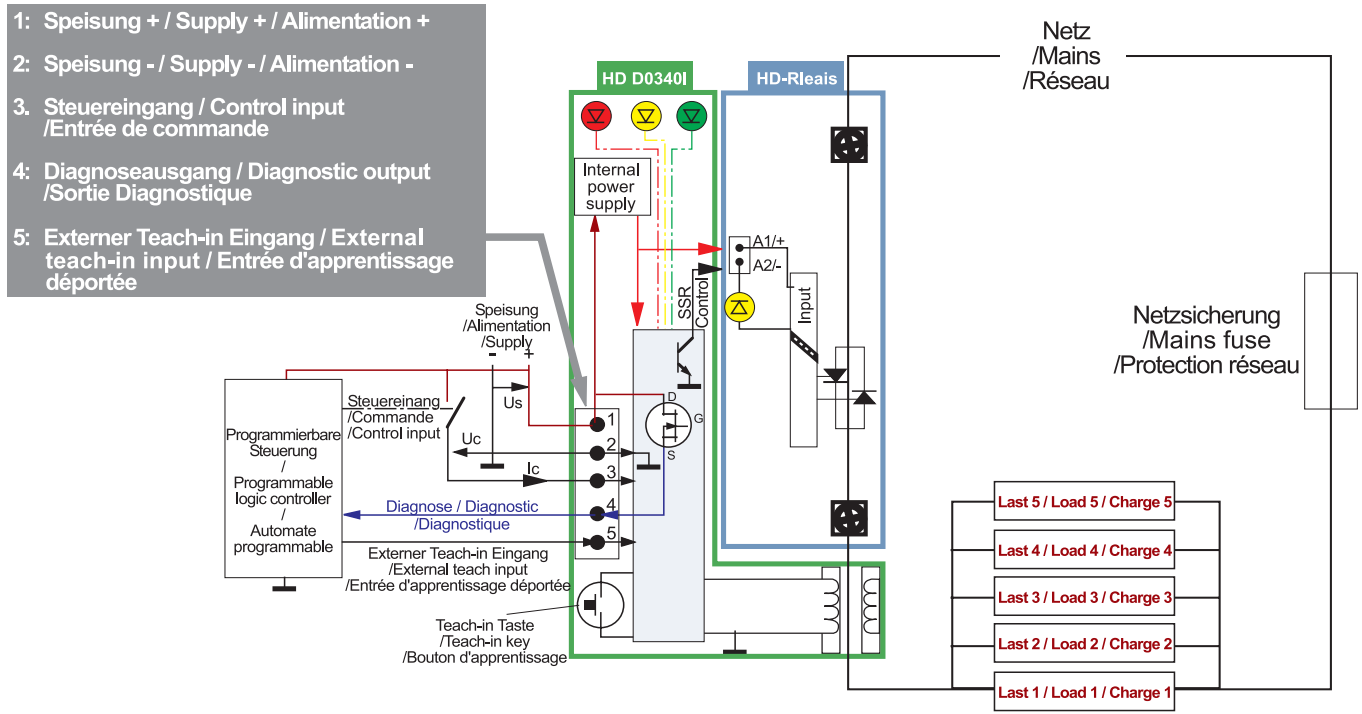 1: Speisung + / Supply + / Alimentation +
2: Speisung - / Supply - / Alimentation -
3. Steuereingang / Control input
/Entrée de commande
4: Diagnoseausgang / Diagnostic output
/Sortie Diagnostique
5: Externer Teach-in Eingang / External
teach-in input / Entrée d'apprentissage
déportée
HD D0340I
HD-Rleais
Netz
/Mains
/Réseau
Internal
power
supply
A1/+
A2/-
SSR
Control
Input
Netzsicherung
/Mains fuse
/Protection réseau
Speisung
/Alimentation
/Supply
- +
Us
Steuereinang
/Commande
/Control input
Uc
Ic
D
G
S
1
2
3
4
5
Programmierbare
Steuerung
/
Programmable
logic controller
/
Automate
programmable
Diagnose / Diagnostic
/Diagnostique
Externer Teach-in Eingang
/External teach input
/Entrée d'apprentissage déportée
Teach-in Taste
/Teach-in key
/Bouton d'apprentissage
Last 5 / Load 5 / Charge 5
Last 4 / Load 4 / Charge 4
Last 3 / Load 3 / Charge 3
Last 2 / Load 2 / Charge 2
Last 1 / Load 1 / Charge 1